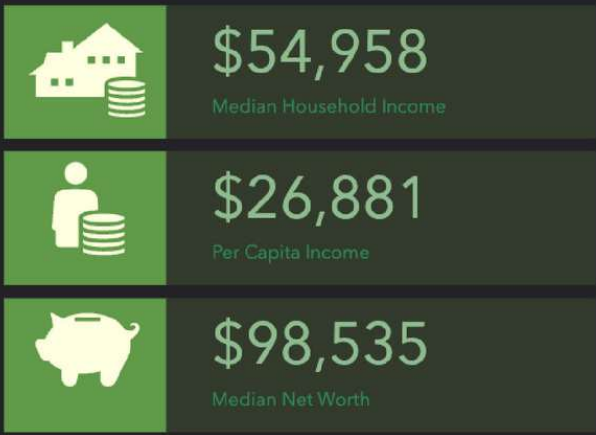 $54,958
Median Household Income
$26,881
Per Capita Income
$98,535
Median Net Worth